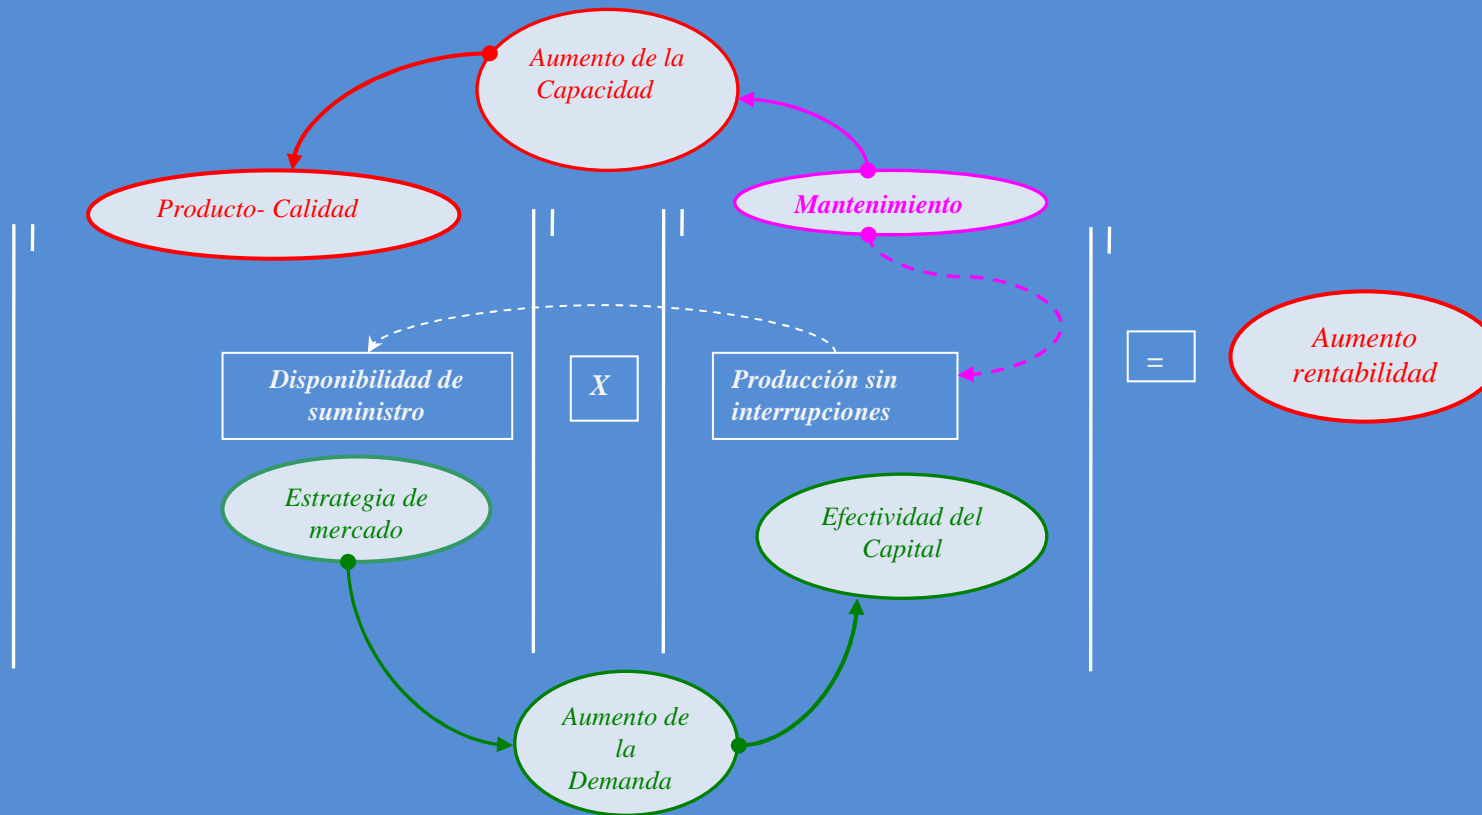 Aumento de la
Capacidad
Producto- Calidad
Mantenimiento
Disponibilidad de
suministro
X
Producción sin
interrupciones
=
Aumento
rentabilidad
Estrategia de
mercado
Efectividad del
Capital
Aumento de
la
Demanda